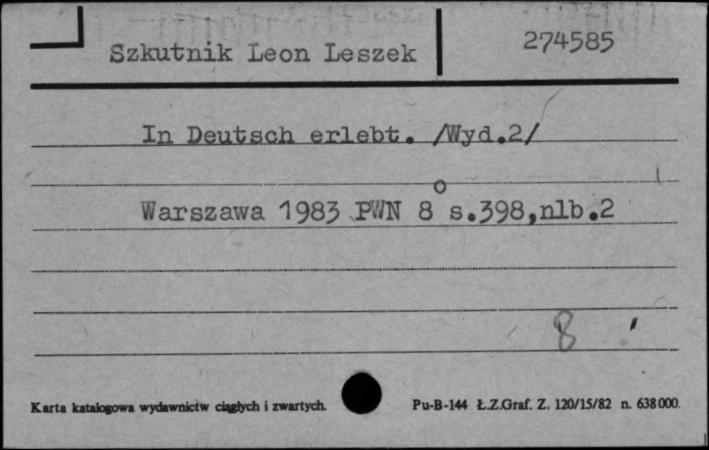 Szkutnik Leon Leszek 274585
In Deutsch erlebt. /Wyd.2/
Warszawa 1983 PWN 8° s.398,nlb.2
8
Karta katalogowa wydawnictw ciągłych i zwartych. Pu-B-144 Ł.Z.Graf. Z. 120/15/82 n. 638000.